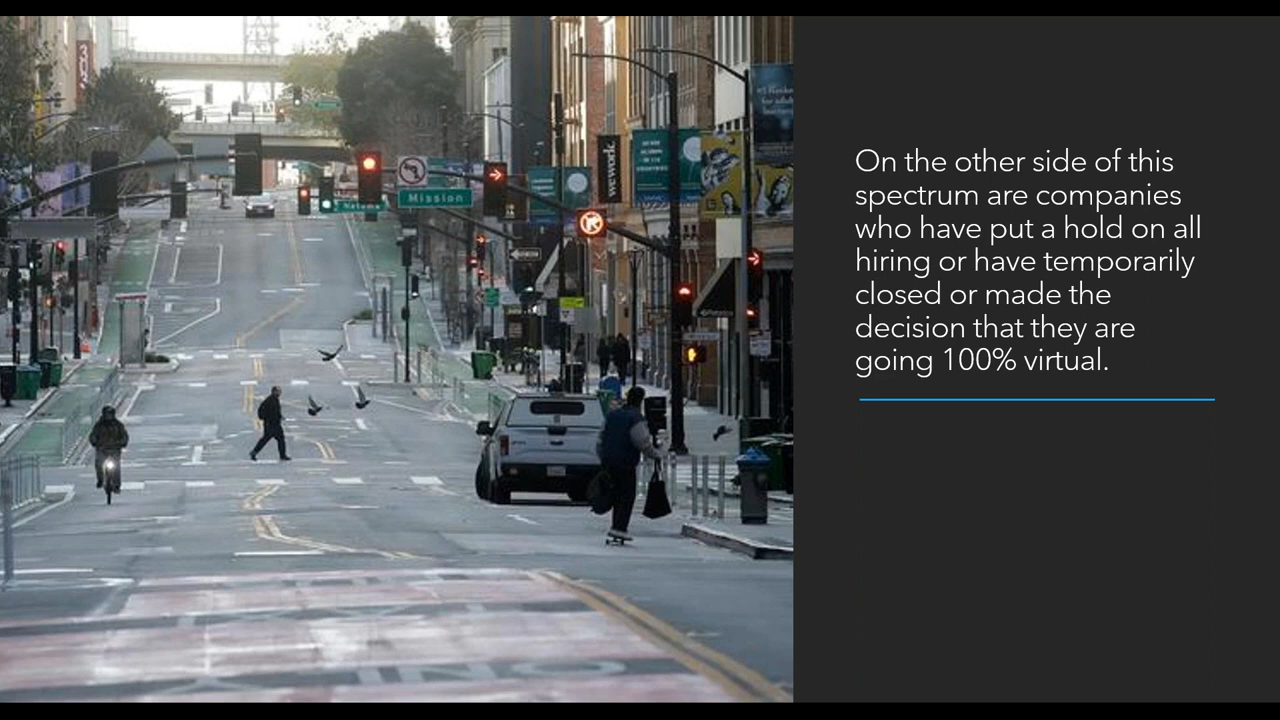 Mission
Natoma
wework
On the other side of this
spectrum are companies
who have put a hold on all
hiring or have temporarily
closed or made the
decision that they are
going 100% virtual.